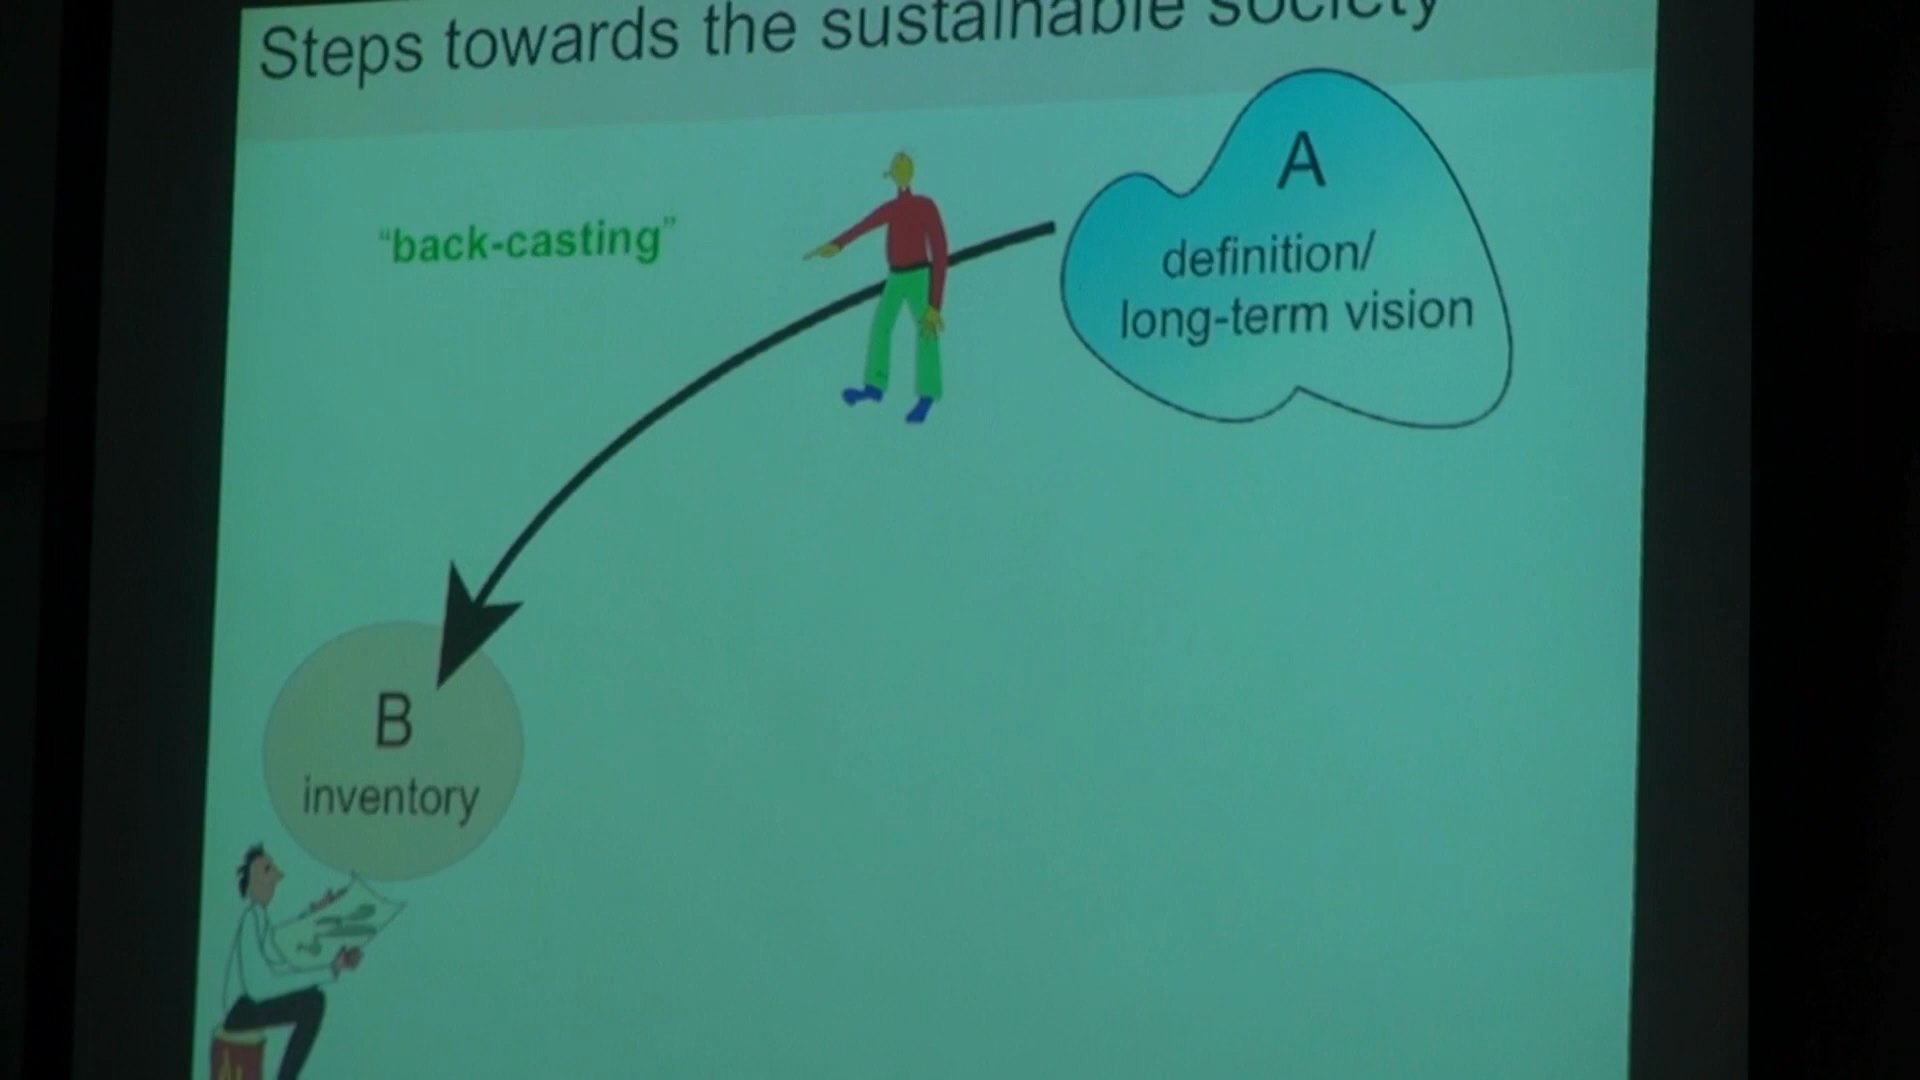 Steps towards the sustainable society
A
"back-casting"
definition/
long-term vision
B
inventory